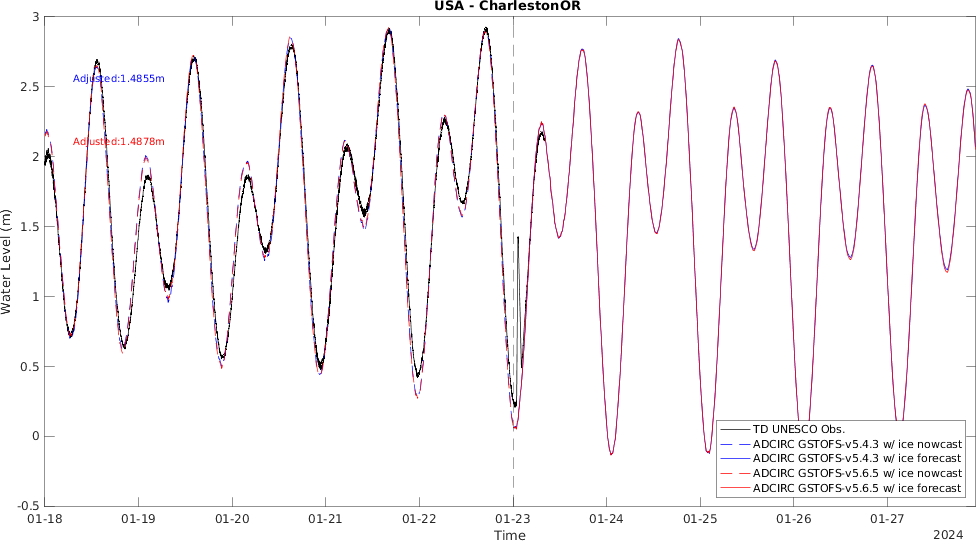 USA - CharlestonOR
3
2.5
2
1.5
1
0.5
0
-0.5
Water Level (m)
Adjusted:1.4855m
Adjusted:1.4878m
TD UNESCO Obs.
ADCIRC GSTOFS-v5.4.3 w/ ice nowcast
ADCIRC GSTOFS-v5.4.3 w/ ice forecast
ADCIRC GSTOFS-v5.6.5 w/ ice nowcast
ADCIRC GSTOFS-v5.6.5 w/ ice forecast
01-18 01-19 01-20 01-21 01-22 01-23 01-24 01-25 01-26 01-27
Time
2024